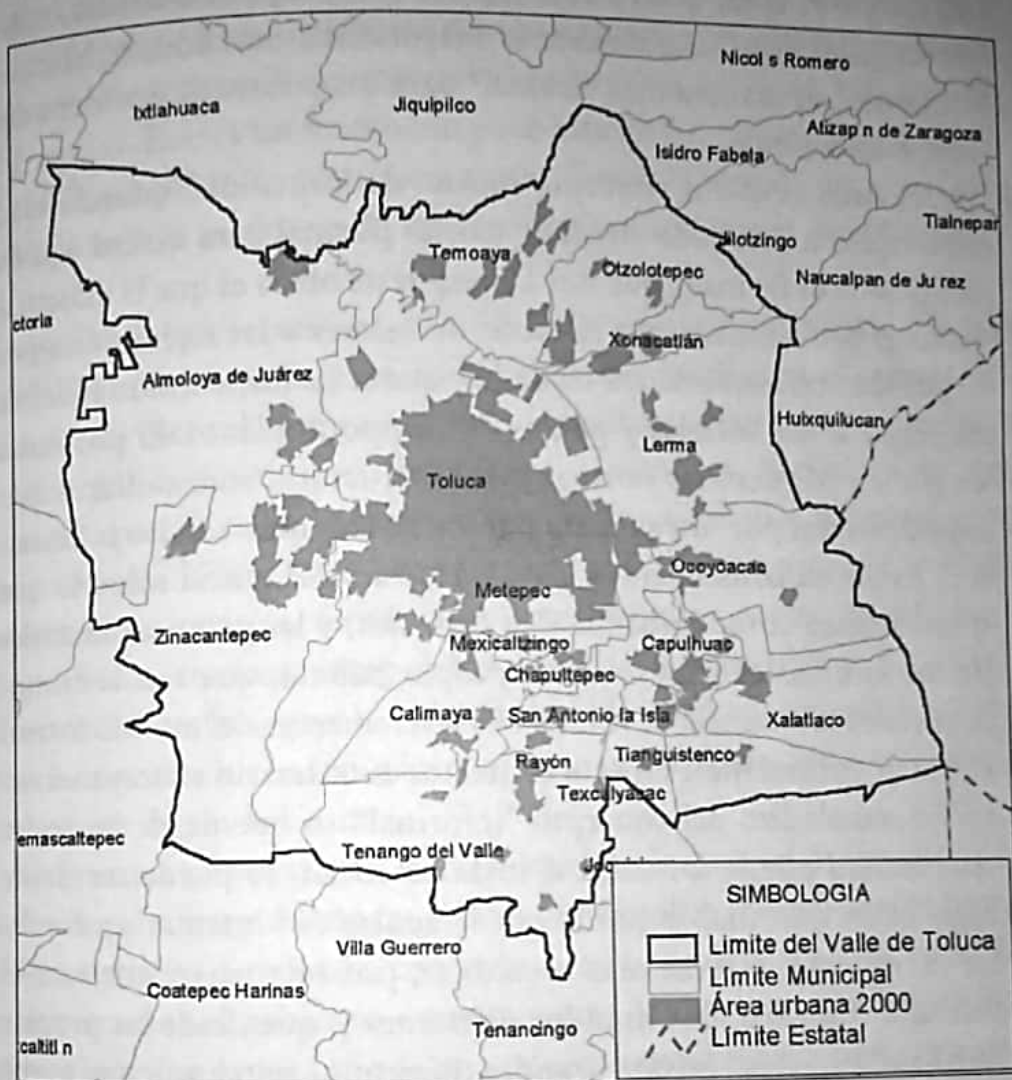 Nicol s Romero
Ixtlahuaca
Jiquipilco
Atizap n de Zaragoza
Isidro Fabela
Tlalnepar
Jilotzingo
Temoaya
Otzolotepec
Naucalpan de Ju rez
ctoria
Xonacatlán
Almoloya de Juárez
Huixquilucan
Lerma
Toluca
Ocoyoacac
Metepec
Zinacantepec
Mexicaltzingo
Capulhuac
Chapultepec
Calimaya
San Antonio la Isla
Xalatlaco
Rayón
Tianguistenco
Texcalyacac
emascaltepec
Tenango del Valle
Villa Guerrero
Coatepec Harinas
Tenancingo
caltitl n
SIMBOLOGIA
Limite del Valle de Toluca
Límite Municipal
Área urbana 2000
Límite Estatal